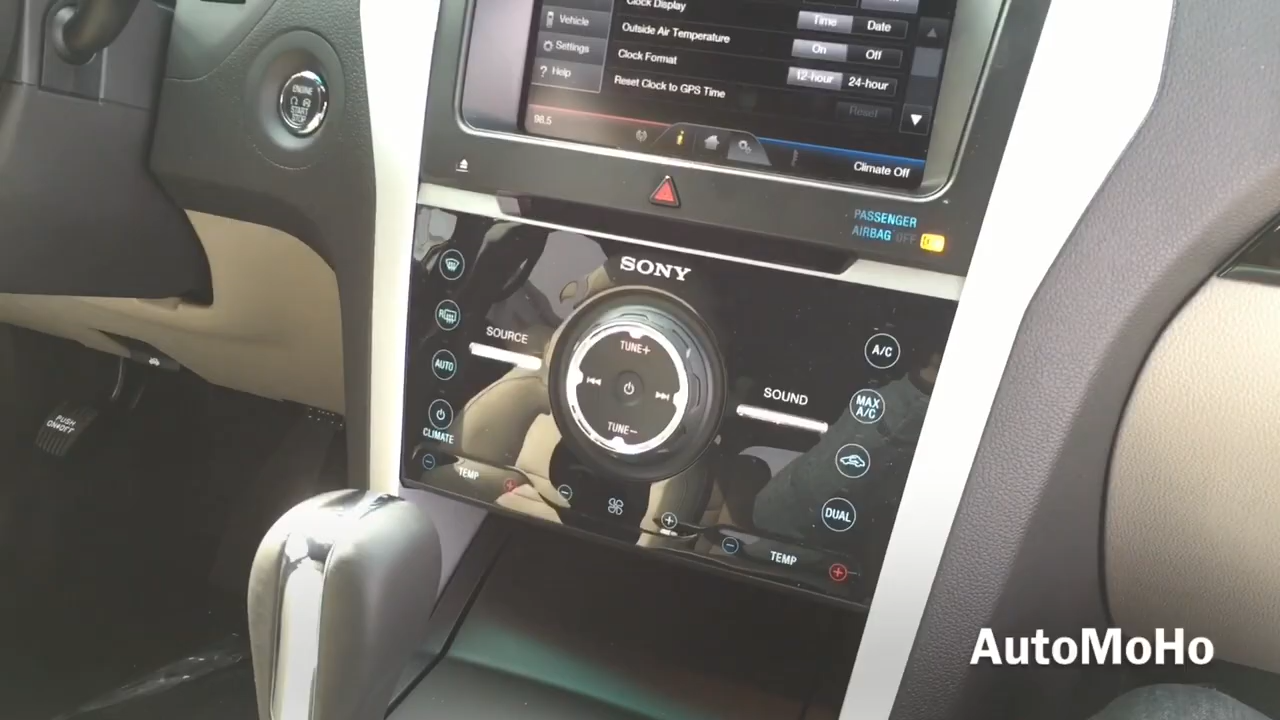 Clock Display
Time Date
Vehicle
Outside Air Temperature
On Off
Settings
Clock Format
12-hour 24-hour
? Help
Reset Clock to GPS Time
Reset
98.5
Climate Off
ENGINE
START
STOP
PASSENGER
AIRBAG OFF
SONY
R
SOURCE
TUNE+
A/C
AUTO
SOUND
MAX
A/C
TUNE-
CLIMATE
TEMP
DUAL
TEMP
PUSH
ON/OFF
AutoMoHo